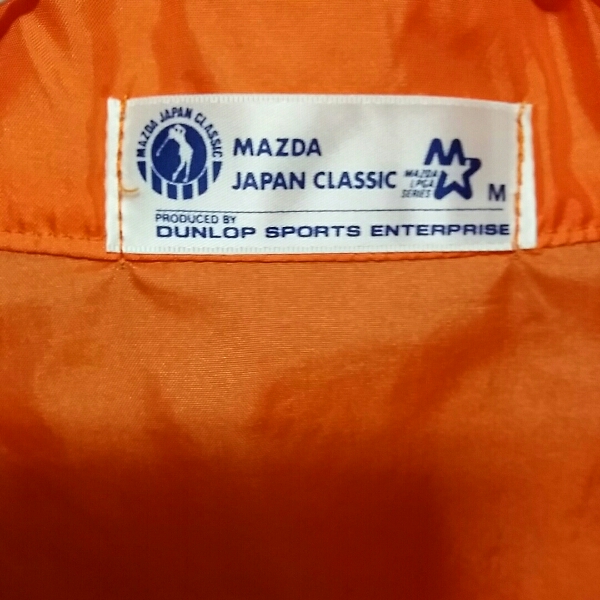 MAZDA JAPAN CLASSIC
MAZDA
JAPAN CLASSIC
MAZDA
LPGA
SERIES
M
PRODUCED BY
DUNLOP SPORTS ENTERPRISE